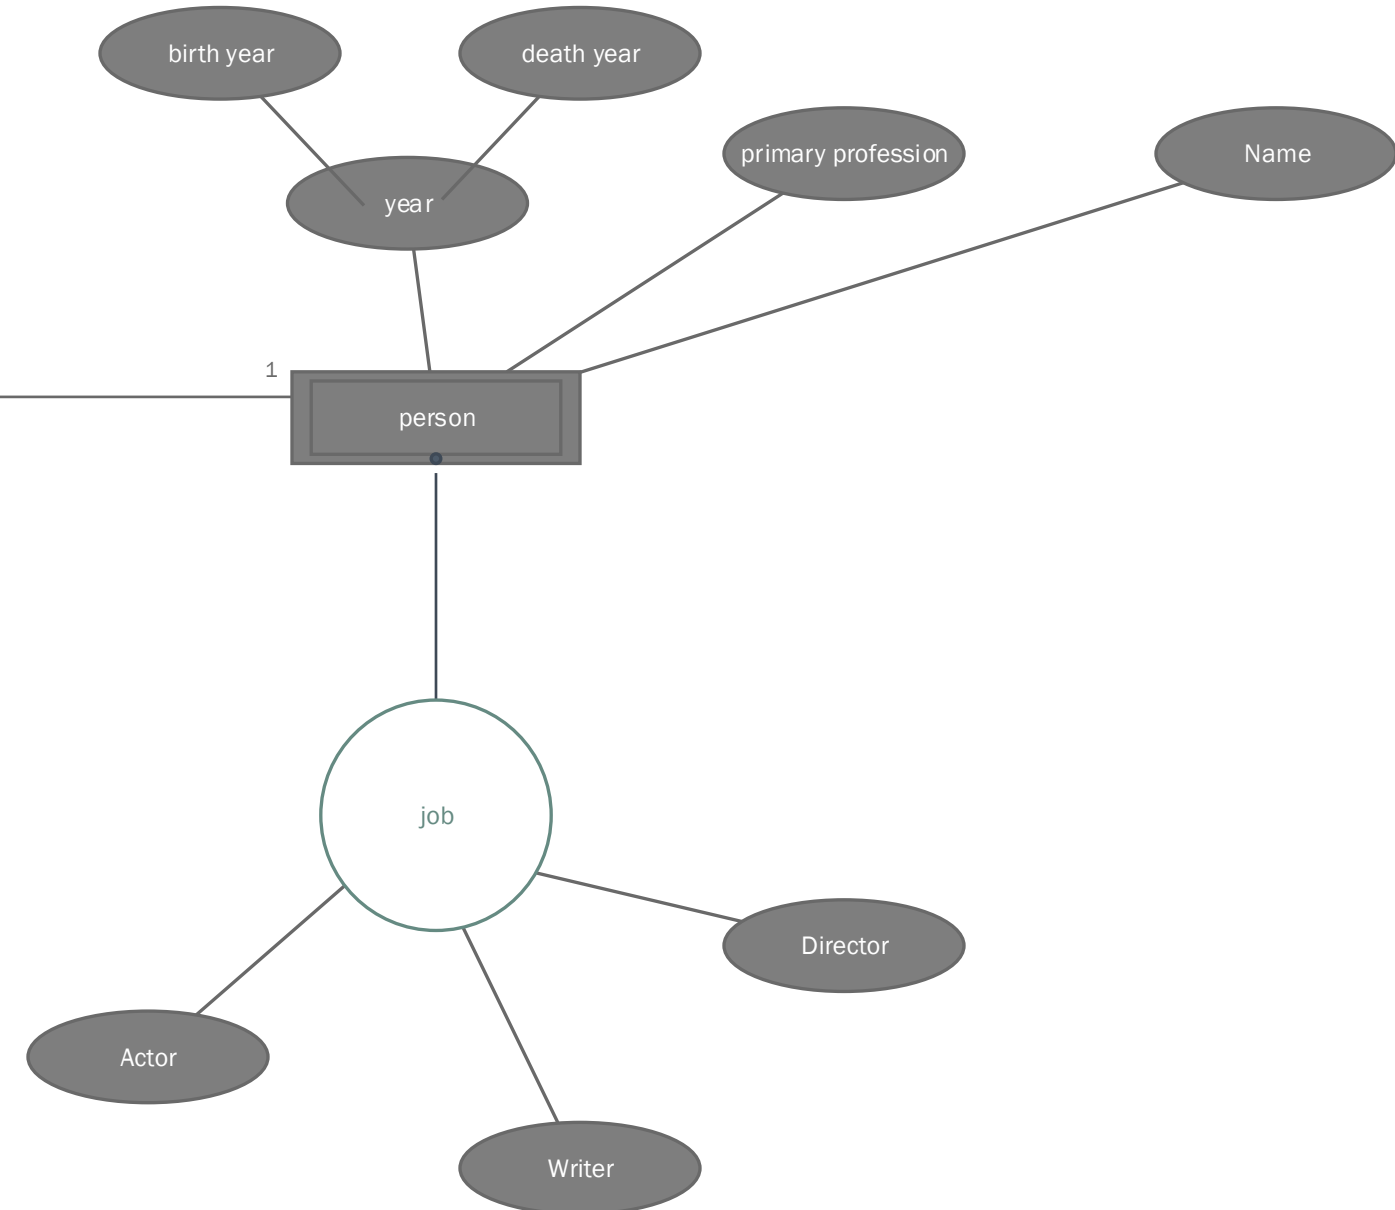 birth year
death year
primary profession
Name
year
1
person
job
Director
Actor
Writer